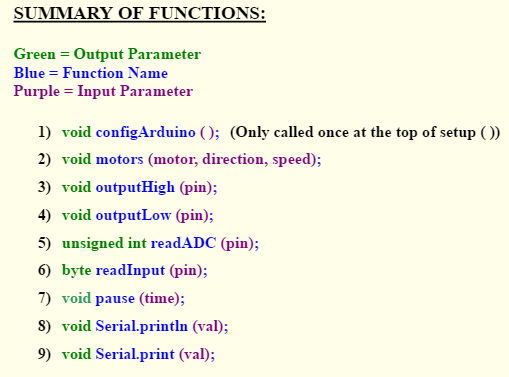 SUMMARY OF FUNCTIONS:
Green = Output Parameter
Blue = Function Name
Purple = Input Parameter
1) void configArduino ( ); (Only called once at the top of setup ( ))
2) void motors (motor, direction, speed);
3) void outputHigh (pin);
4) void outputLow (pin);
5) unsigned int readADC (pin);
6) byte readInput (pin);
7) void pause (time);
8) void Serial.println (val);
9) void Serial.print (val);